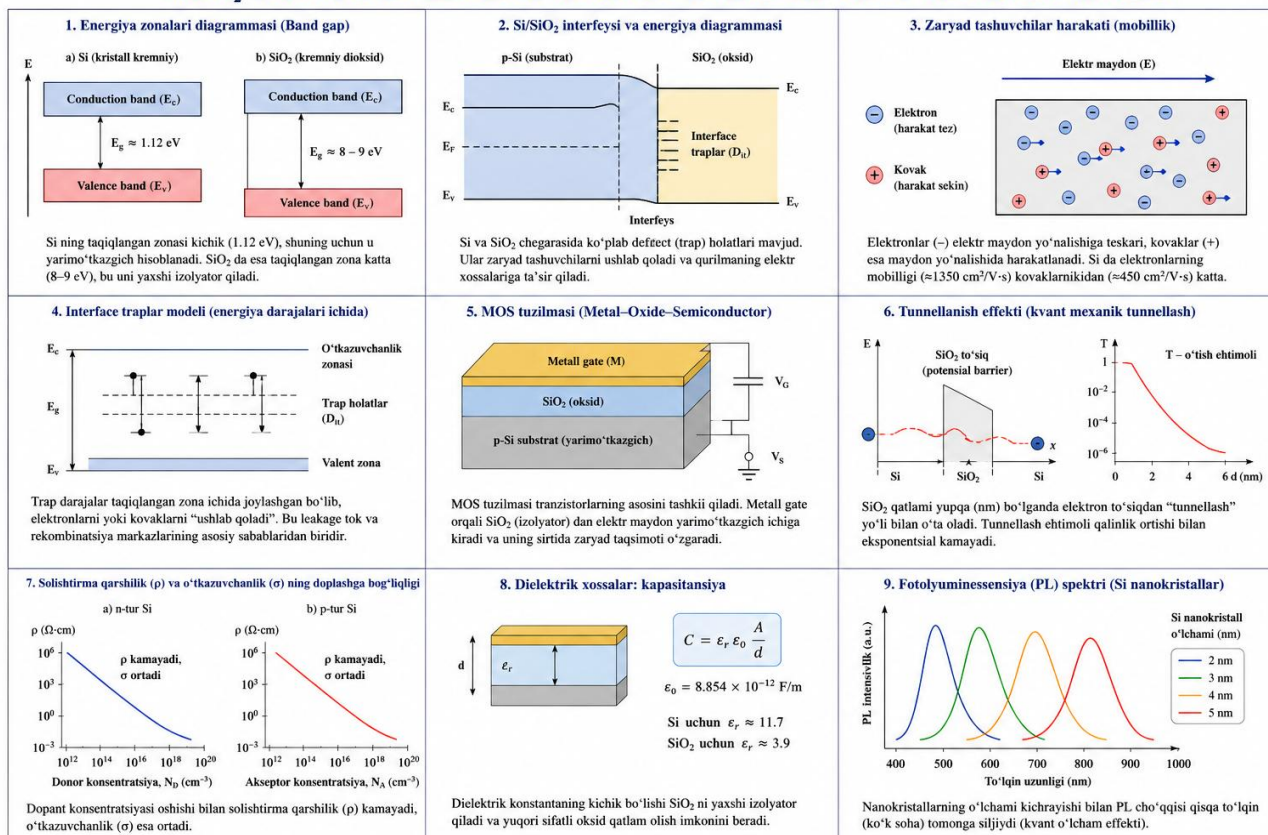 1. Energiya zonalari diagrammasi (Band gap)
a) Si (kristall kremniy)
b) SiO₂ (kremniy dioksid)
E
Conduction band (E_c)
Conduction band (E_c)
E_g ≈ 1.12 eV
E_g ≈ 8 – 9 eV
Valence band (E_v)
Valence band (E_v)
Si ning taqiqlangan zonasi kichik (1.12 eV), shuning uchun u
yarimo‘tkazgich hisoblanadi. SiO₂ da esa taqiqlangan zona katta
(8–9 eV), bu uni yaxshi izolyator qiladi.
2. Si/SiO₂ interfeysi va energiya diagrammasi
p-Si (substrat)
SiO₂ (oksid)
E_c
E_c
E_F
Interface
traplar (D_it)
E_v
E_v
Interfeys
Si va SiO₂ chegarasida ko‘plab (trap) holatlari mavjud.
Ular zaryad tashuvchilarni ushlab qoladi va qurilmaning elektr
xossalariga ta’sir qiladi.
3. Zaryad tashuvchilar harakati (mobillik)
Elektr maydon (E)
Elektron
(harakat tez)
Kovak
(harakat sekin)
Elektronlar (–) elektr maydon yo‘nalishiga teskari, kovaklar (+)
esa maydon yo‘nalishida harakatlanadi. Si da elektronlarning
mobilligi (≈1350 cm²/V·s) kovaklarnikidan (≈450 cm²/V·s) katta.
4. Interface traplar modeli (energiya darajalari ichida)
E_c
O‘tkazuvchanlik
zonasi
E_g
Trap holatlar
(D_it)
E_v
Valent zona
Trap darajalar taqiqlangan zona ichida joylashgan bo‘lib,
elektronlarni yoki kovaklarni “ushlab qoladi”. Bu leakage tok va
rekombinatsiya markazlarining asosiy sabablaridan biridir.
5. MOS tuzilmasi (Metal–Oxide–Semiconductor)
Metall gate (M)
SiO₂ (oksid)
p-Si substrat (yarimo‘tkazgich)
V_G
V_S
MOS tuzilmasi tranzistorlarning asosini tashkii qiladi. Metall gate
orqali SiO₂ (izolyator) dan elektr maydon yarimo‘tkazgich ichiga
kiradi va uning sirtida zaryad taqsimoti o‘zgaradi.
6. Tunnellanish effekti (kvant mexanik tunnellash)
E
SiO₂ to‘siq
(potensial barrier)
x
Si
SiO₂
Si
T
T – o‘tish ehtimoli
1
10⁻²
10⁻⁴
10⁻⁶
0 2 4 6 d (nm)
SiO₂ qatlami yupqa (nm) bo‘lganda elektron to‘siqdan “tunnellash”
yo‘li bilan o‘ta oladi. Tunnellash ehtimoli qalinlik ortishi bilan
eksponentsial kamayadi.
7. Solishtirma qarshilik (ρ) va o‘tkazuvchanlik (σ) ning doplashga bog‘liqligi
a) n-tur Si
ρ (Ω·cm)
10⁶
10³
10⁰
10⁻³
ρ kamayadi,
σ ortadi
10¹² 10¹⁴ 10¹⁶ 10¹⁸ 10²⁰
Donor konsentratsiya, N_D (cm⁻³)
b) p-tur Si
ρ (Ω·cm)
10⁶
10³
10⁰
10⁻³
ρ kamayadi,
σ ortadi
10¹² 10¹⁴ 10¹⁶ 10¹⁸ 10²⁰
Akseptor konsentratsiya, N_A (cm⁻³)
Dopant konsentratsiyasi oshishi bilan solishtirma qarshilik (ρ) kamayadi,
o‘tkazuvchanlik (σ) esa ortadi.
8. Dielektrik xossalar: kapasitansiya
d
ε_r
C = ε_r ε₀ A/d
ε₀ = 8.854 × 10⁻¹² F/m
Si uchun ε_r ≈ 11.7
SiO₂ uchun ε_r ≈ 3.9
Dielektrik konstantaning kichik bo‘lishi SiO₂ ni yaxshi izolyator
qiladi va yuqori sifatli oksid qatlam olish imkonini beradi.
9. Fotolyuminessensiya (PL) spektri (Si nanokristallar)
PL intensivllk (a.u.)
Si nanokristall
o‘lchami (nm)
2 nm
3 nm
4 nm
5 nm
400 500 600 700 800 900 1000
To‘lqin uzunligi (nm)
Nanokristallarning o‘lchami kichrayishi bilan PL cho‘qqisi qisqa to‘lqin
(ko‘k soha) tomonga siljiydi (kvant o‘lcham effekti).